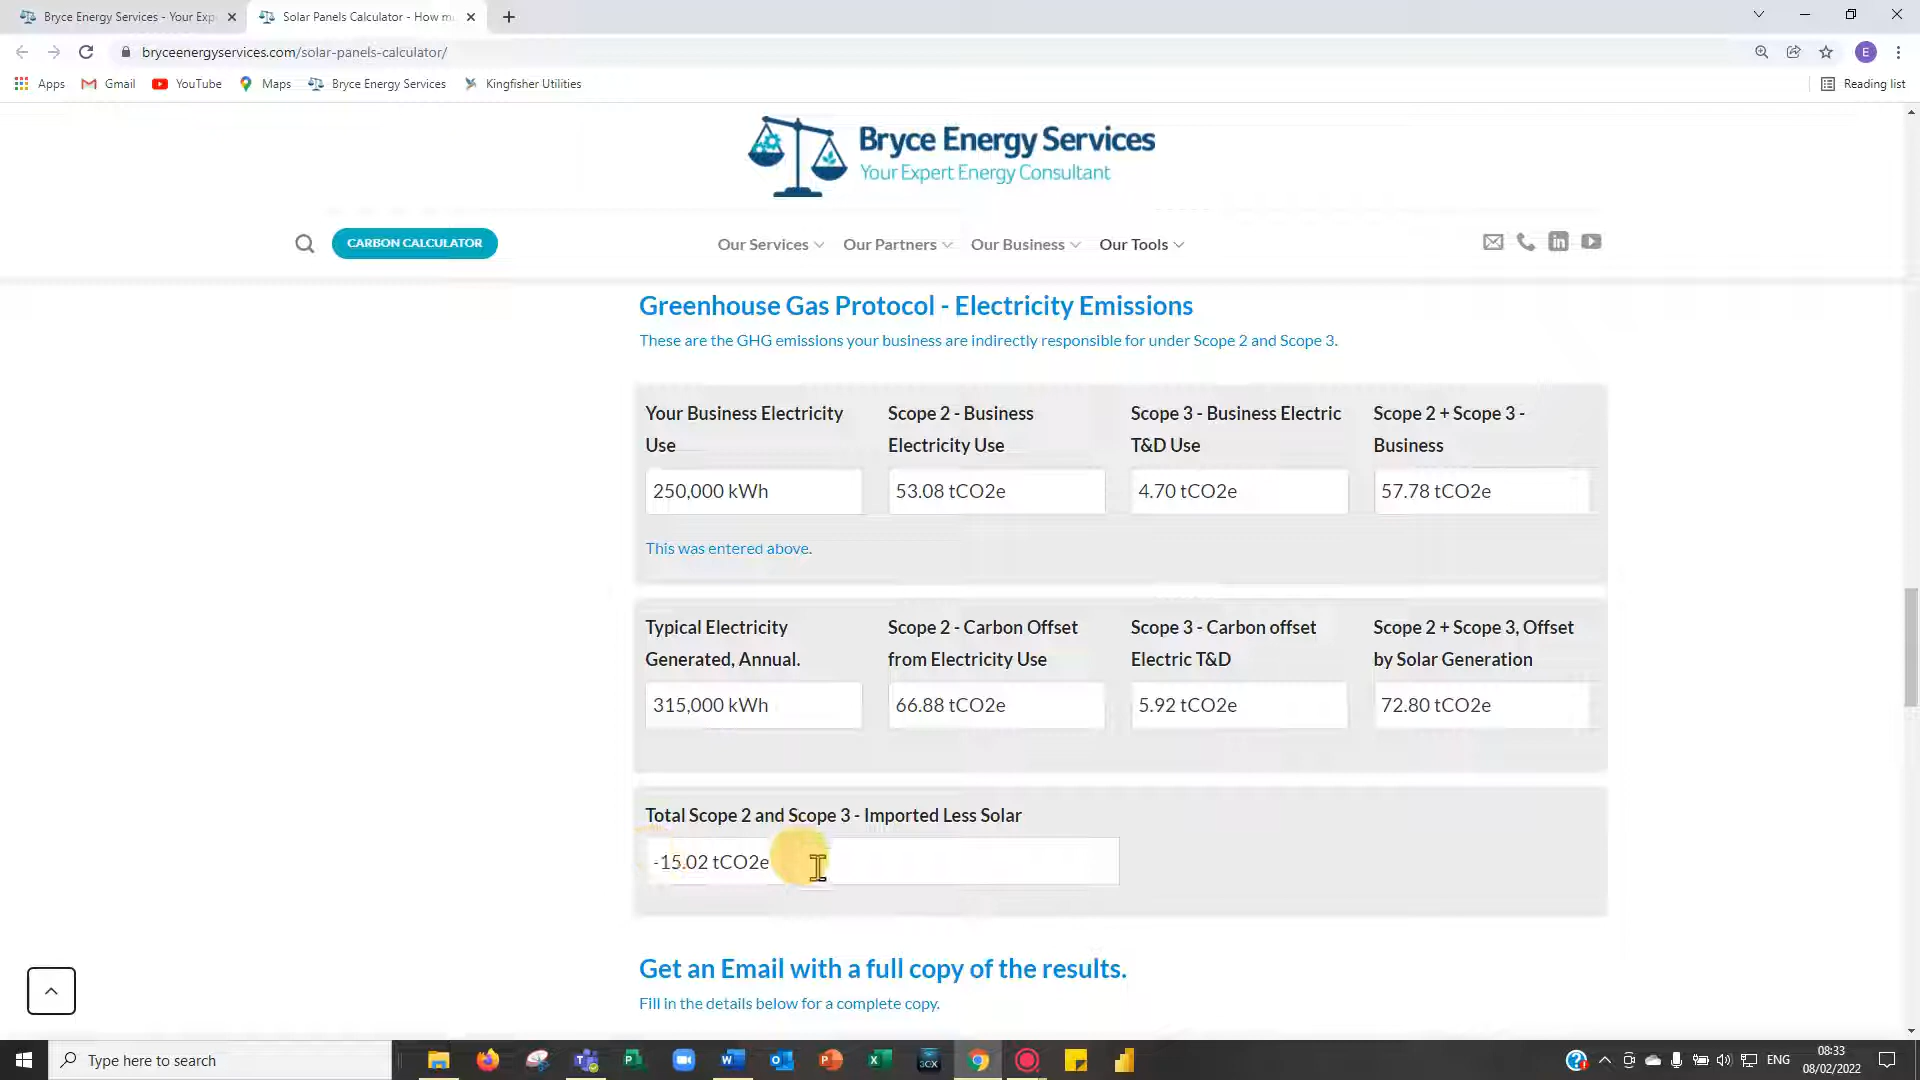 Bryce Energy Services - Your Exp
Solar Panels Calculator - How m
bryceenergyservices.com/solar-panels-calculator/
E
Apps
Gmail
YouTube
Maps
Bryce Energy Services
Kingfisher Utilities
Reading list
Bryce Energy Services
Your Expert Energy Consultant
CARBON CALCULATOR
Our Services
Our Partners
Our Business
Our Tools
Greenhouse Gas Protocol - Electricity Emissions
These are the GHG emissions your business are indirectly responsible for under Scope 2 and Scope 3.
Your Business Electricity
Use
Scope 2 - Business
Electricity Use
Scope 3 - Business Electric
T&D Use
Scope 2 + Scope 3 -
Business
250,000 kWh
53.08 tCO2e
4.70 tCO2e
57.78 tCO2e
This was entered above.
Typical Electricity
Generated, Annual.
Scope 2 - Carbon Offset
from Electricity Use
Scope 3 - Carbon offset
Electric T&D
Scope 2 + Scope 3, Offset
by Solar Generation
315,000 kWh
66.88 tCO2e
5.92 tCO2e
72.80 tCO2e
Total Scope 2 and Scope 3 - Imported Less Solar
-15.02 tCO2e
Get an Email with a full copy of the results.
Fill in the details below for a complete copy.
Type here to search
3CX
ENG
08:33
08/02/2022